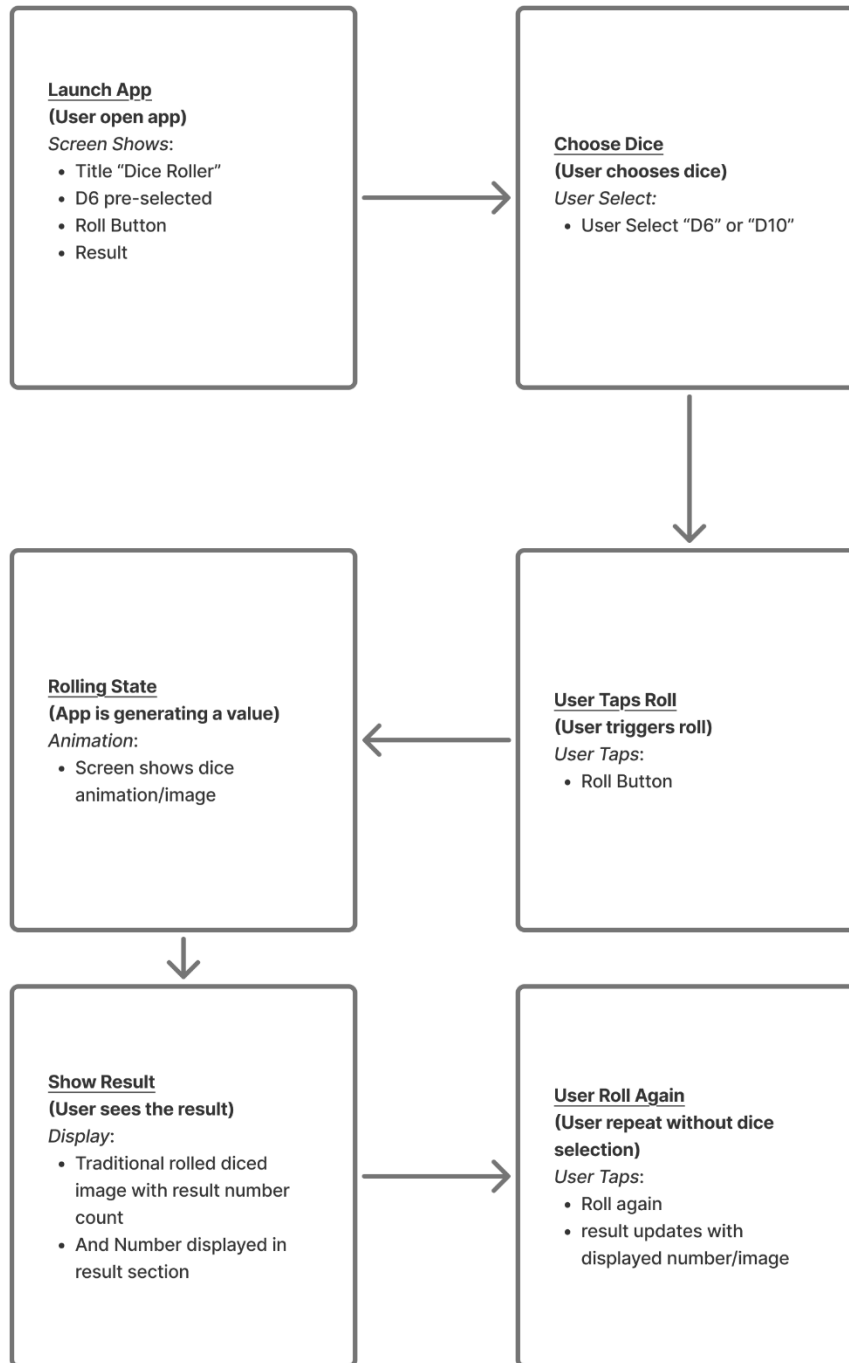 Launch App
(User open app)
Screen Shows:
• Title “Dice Roller”
• D6 pre-selected
• Roll Button
• Result
Choose Dice
(User chooses dice)
User Select:
• User Select “D6” or “D10”
User Taps Roll
(User triggers roll)
User Taps:
• Roll Button
Rolling State
(App is generating a value)
Animation:
• Screen shows dice
animation/image
Show Result
(User sees the result)
Display:
• Traditional rolled diced
image with result number
count
• And Number displayed in
result section
User Roll Again
(User repeat without dice
selection)
User Taps:
• Roll again
• result updates with
displayed number/image